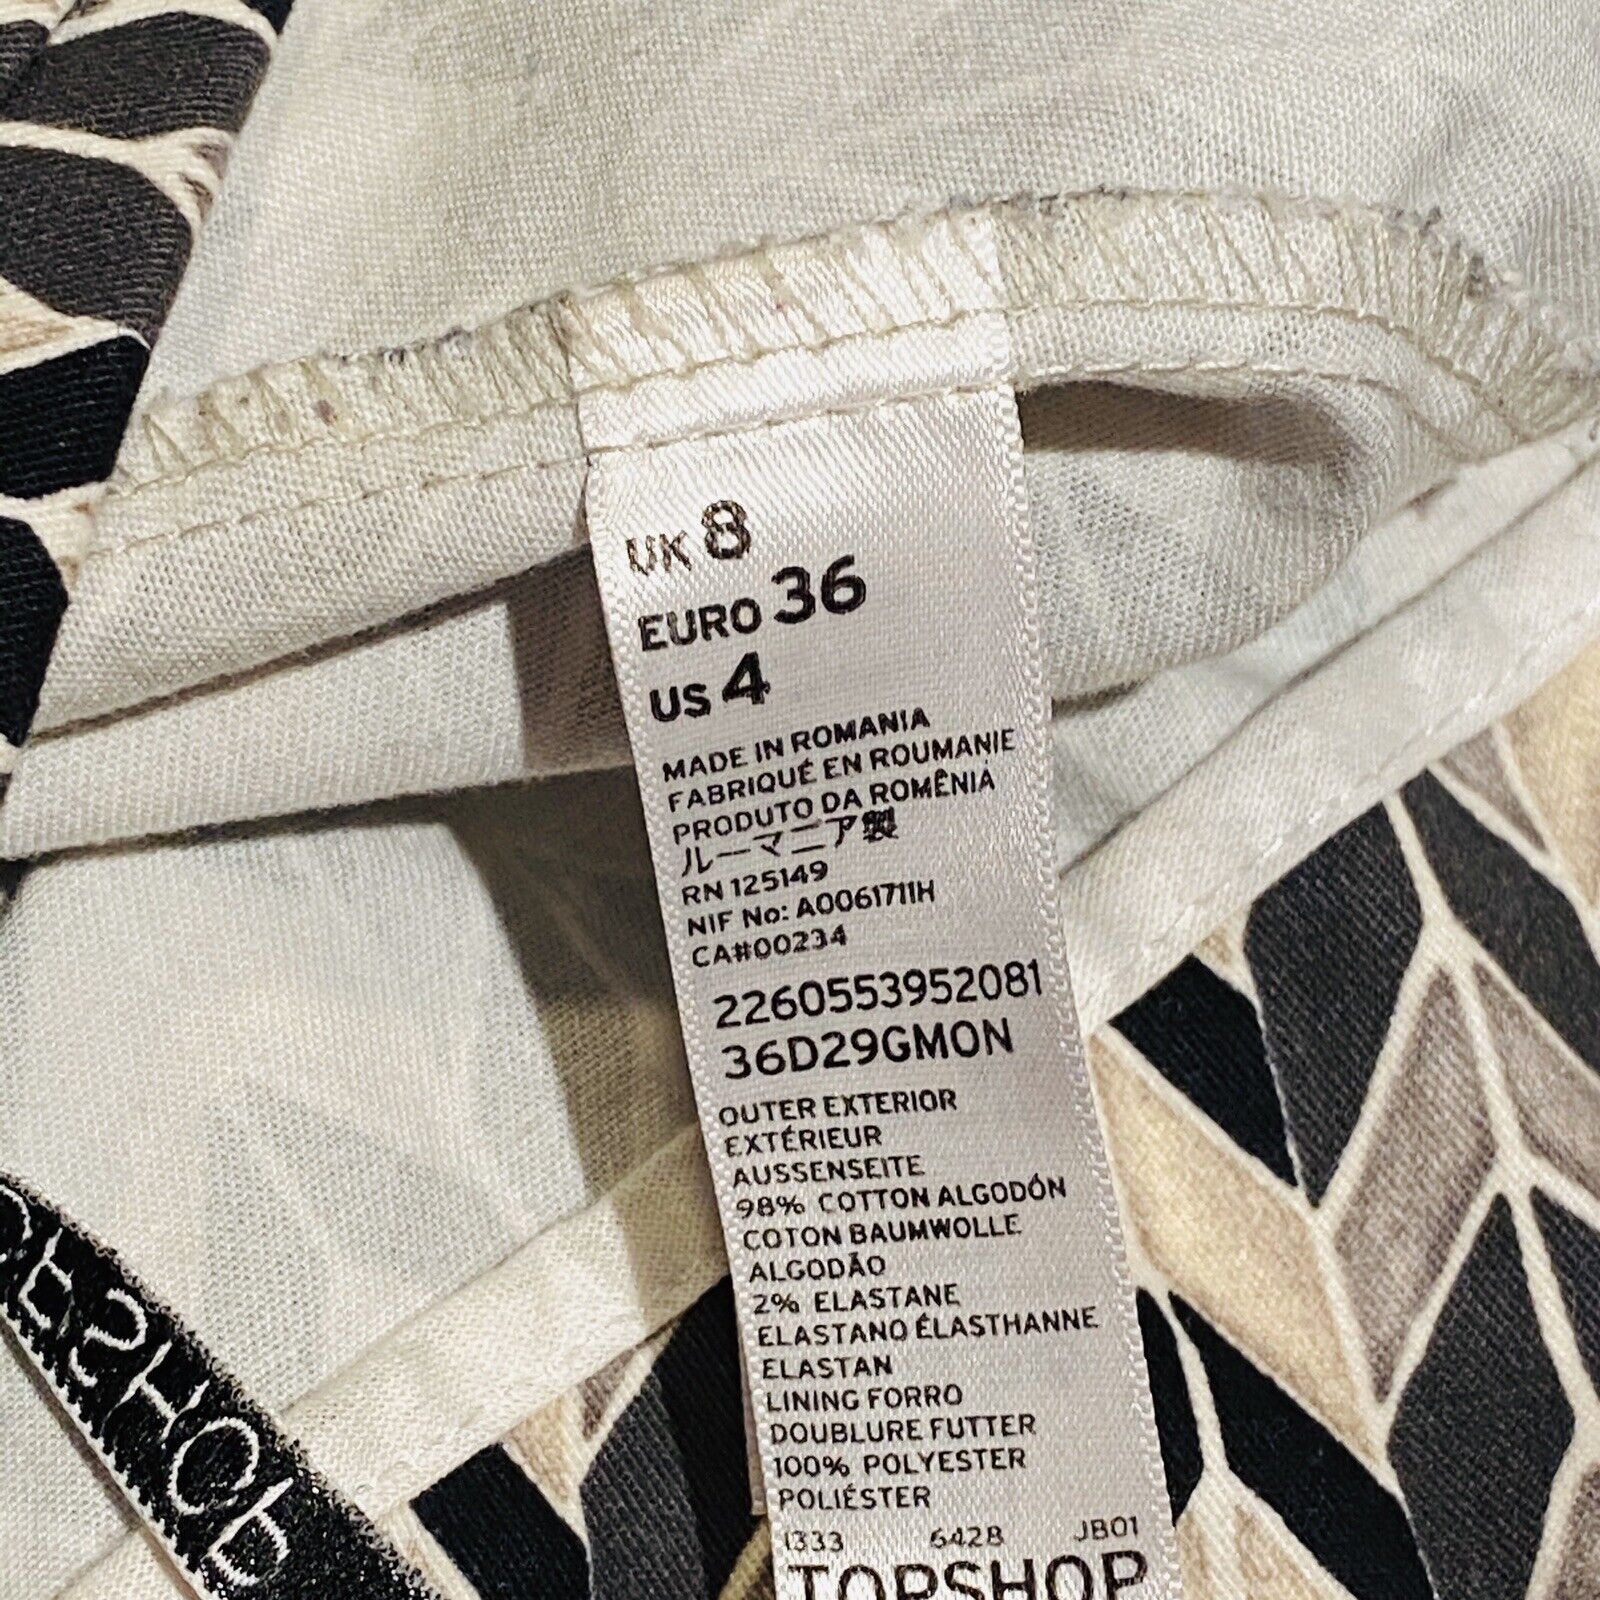 UK 8
EURO 36
US 4
MADE IN ROMANIA
FABRIQUÉ EN ROUMANIE
PRODUTO DA ROMÊNIA
ルーマニア製
RN 125149
NIF No: A0061711H
CA#00234
2260553952081
36D29GMON
OUTER EXTERIOR
EXTÉRIEUR
AUSSENSEITE
98% COTTON ALGODÓN
COTON BAUMWOLLE
ALGODÃO
2% ELASTANE
ELASTANO ÉLASTHANNE
ELASTAN
LINING FORRO
DOUBLURE FUTTER
100% POLYESTER
POLIÉSTER
1333 6428 JB01
TOPSHOP